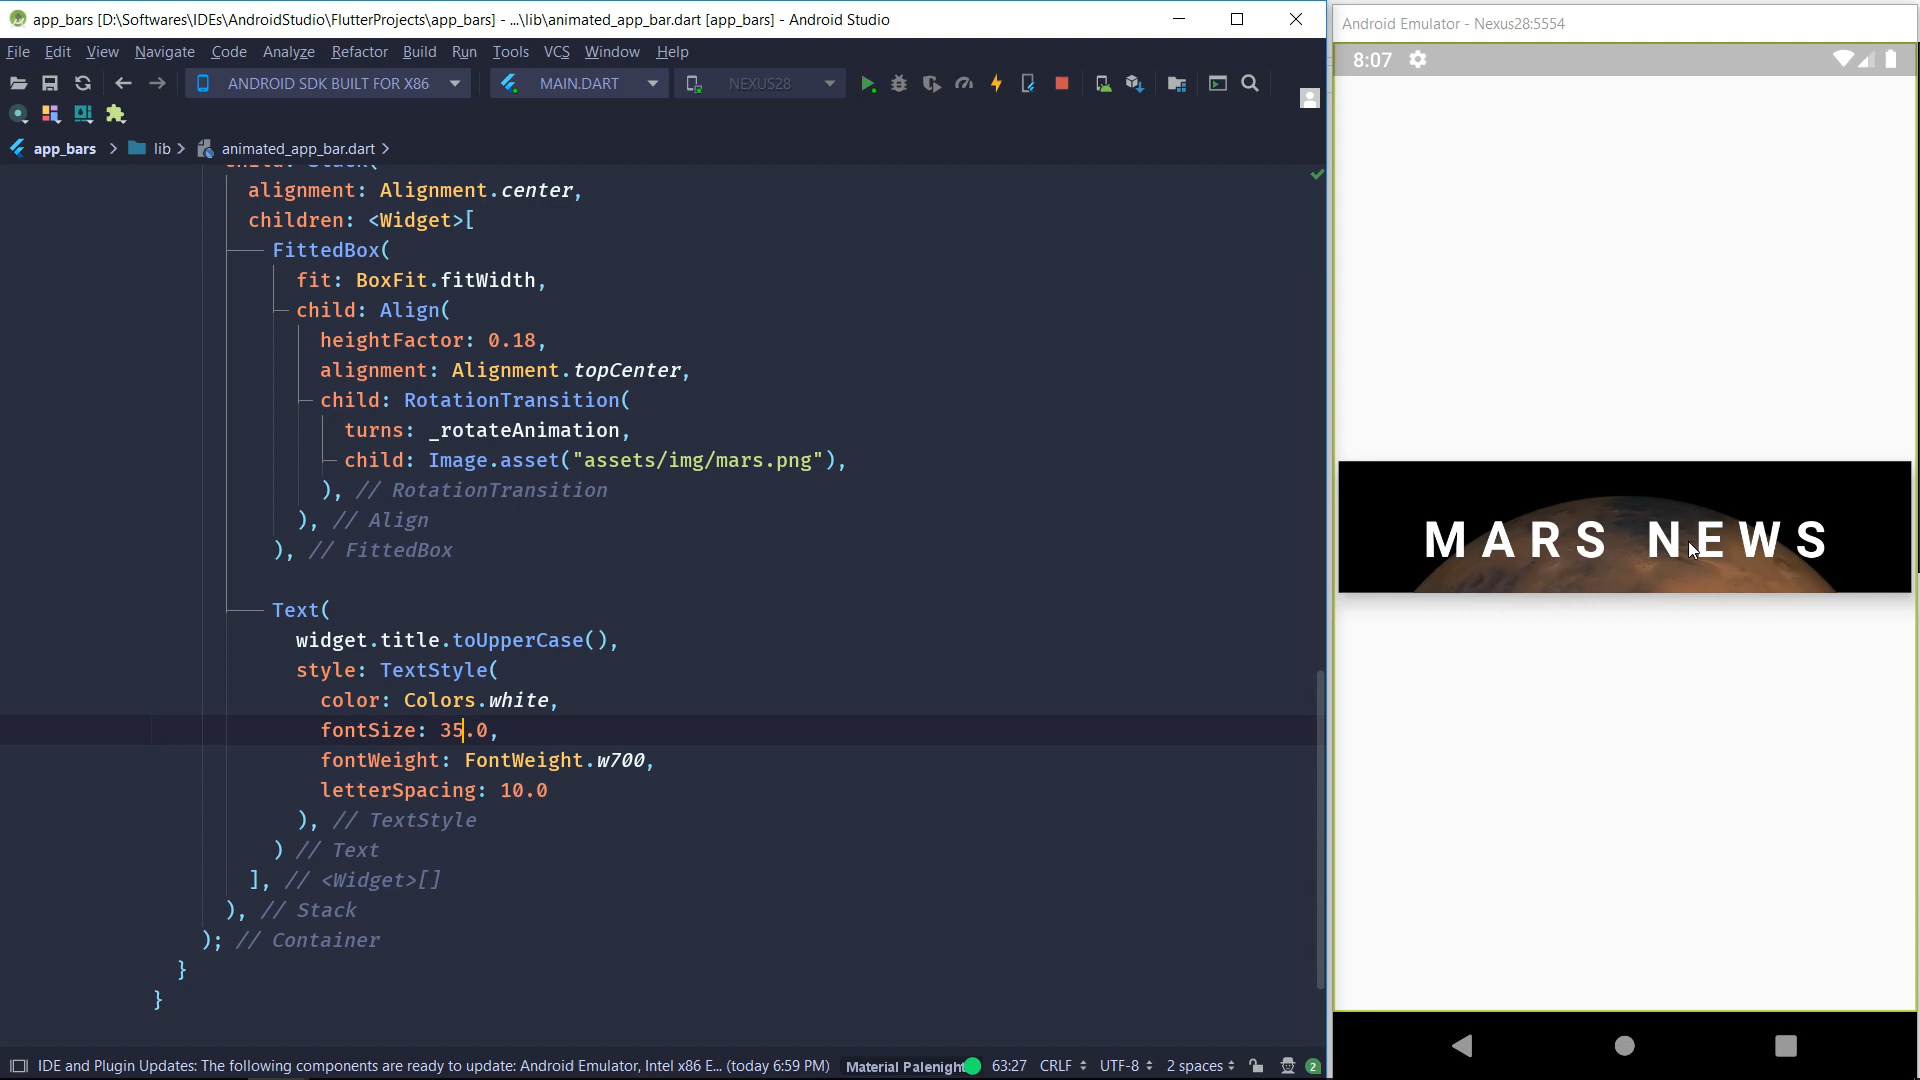 app_bars [D:\Softwares\IDEs\AndroidStudio\FlutterProjects\app_bars] - ...\lib\animated_app_bar.dart [app_bars] - Android Studio
File Edit View Navigate Code Analyze Refactor Build Run Tools VCS Window Help
ANDROID SDK BUILT FOR X86 MAIN.DART NEXUS28
app_bars lib animated_app_bar.dart
alignment: Alignment.center,
children: <Widget>[
FittedBox(
fit: BoxFit.fitWidth,
child: Align(
heightFactor: 0.18,
alignment: Alignment.topCenter,
child: RotationTransition(
turns: _rotateAnimation,
child: Image.asset("assets/img/mars.png"),
), // RotationTransition
), // Align
), // FittedBox
Text(
widget.title.toUpperCase(),
style: TextStyle(
color: Colors.white,
fontSize: 35.0,
fontWeight: FontWeight.w700,
letterSpacing: 10.0
), // TextStyle
) // Text
], // <Widget>[]
), // Stack
); // Container
}
}
IDE and Plugin Updates: The following components are ready to update: Android Emulator, Intel x86 E... (today 6:59 PM) Material Palenight 63:27 CRLF UTF-8 2 spaces 2
Android Emulator - Nexus28:5554
8:07
MARS NEWS